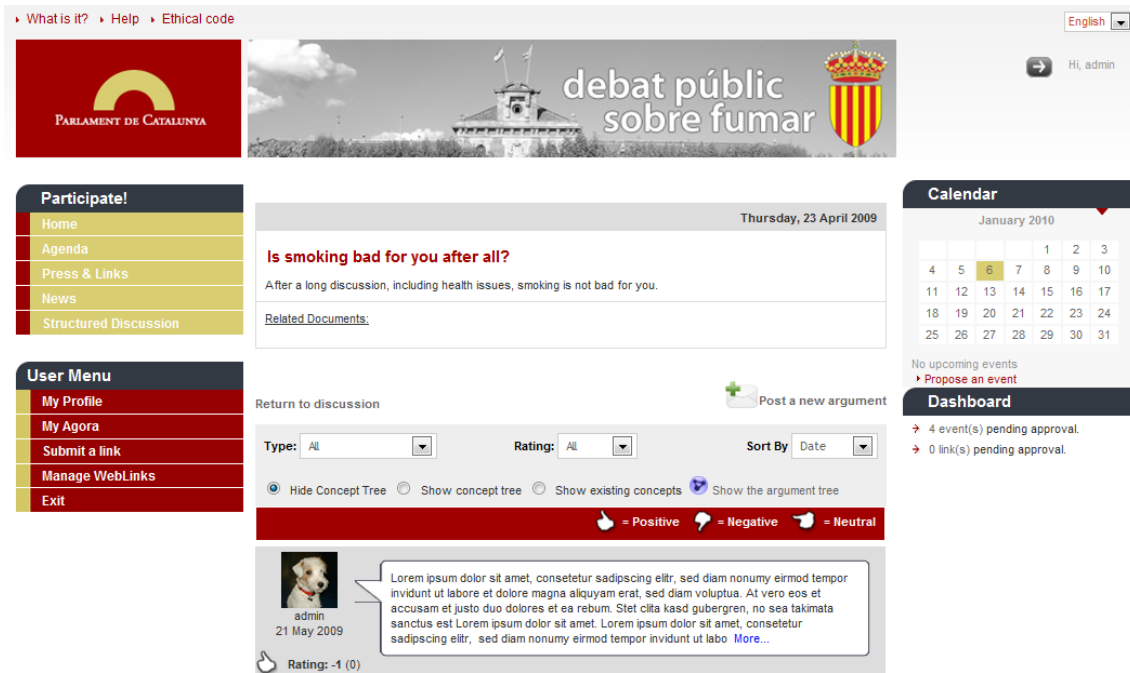 What is it? Help Ethical code
English
PARLAMENT DE CATALUNYA
debat públic
sobre fumar
Hi, admin
Participate!
Home
Agenda
Press & Links
News
Structured Discussion
User Menu
My Profile
My Agora
Submit a link
Manage WebLinks
Exit
Thursday, 23 April 2009
Is smoking bad for you after all?
After a long discussion, including health issues, smoking is not bad for you.
Related Documents:
Return to discussion
Post a new argument
Type: All Rating: All Sort By Date
Hide Concept Tree Show concept tree Show existing concepts Show the argument tree
= Positive = Negative = Neutral
admin
21 May 2009
Lorem ipsum dolor sit amet, consetetur sadipscing elitr, sed diam nonumy eirmod tempor
invidunt ut labore et dolore magna aliquyam erat, sed diam voluptua. At vero eos et
accusam et justo duo dolores et ea rebum. Stet clita kasd gubergren, no sea takimata
sanctus est Lorem ipsum dolor sit amet. Lorem ipsum dolor sit amet, consetetur
sadipscing elitr, sed diam nonumy eirmod tempor invidunt ut labo More...
Rating: -1 (0)
Calendar
January 2010
1 2 3
4 5 6 7 8 9 10
11 12 13 14 15 16 17
18 19 20 21 22 23 24
25 26 27 28 29 30 31
No upcoming events
Propose an event
Dashboard
4 event(s) pending approval.
0 link(s) pending approval.